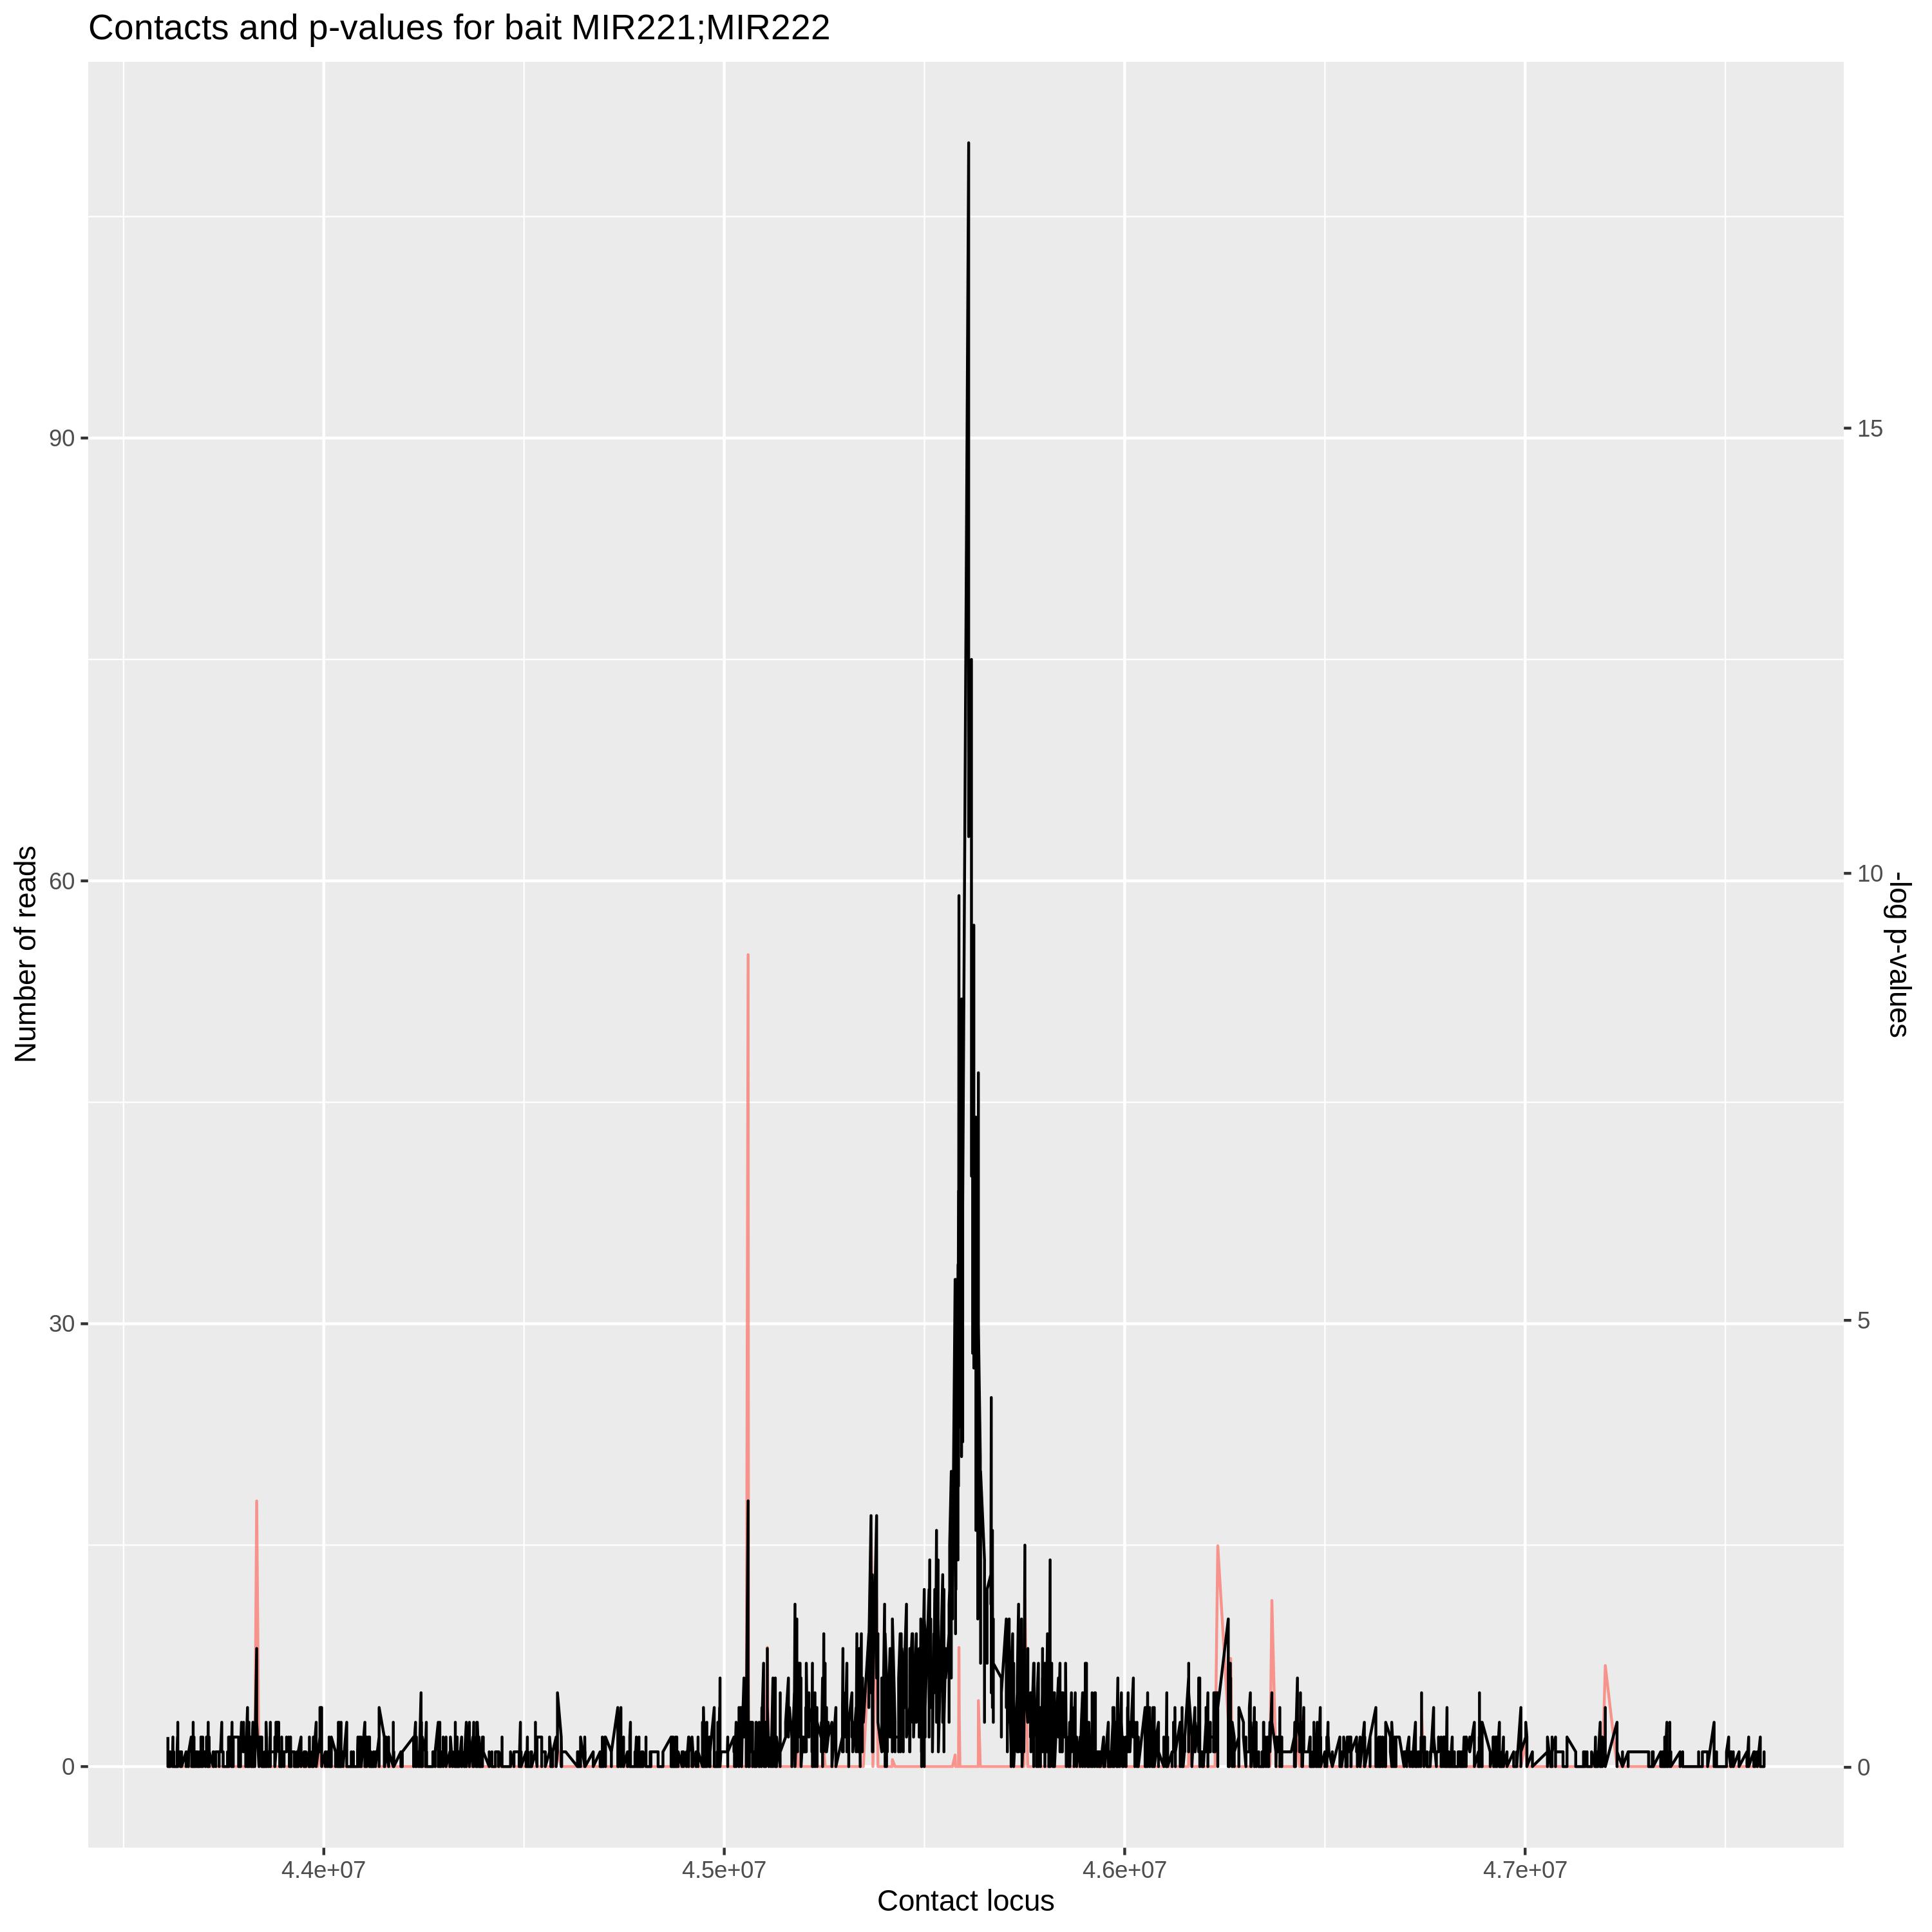 Contacts and p-values for bait MIR221;MIR222
90
60
30
0
Number of reads
15
10
5
0
-log p-values
4.4e+07
4.5e+07
4.6e+07
4.7e+07
Contact locus